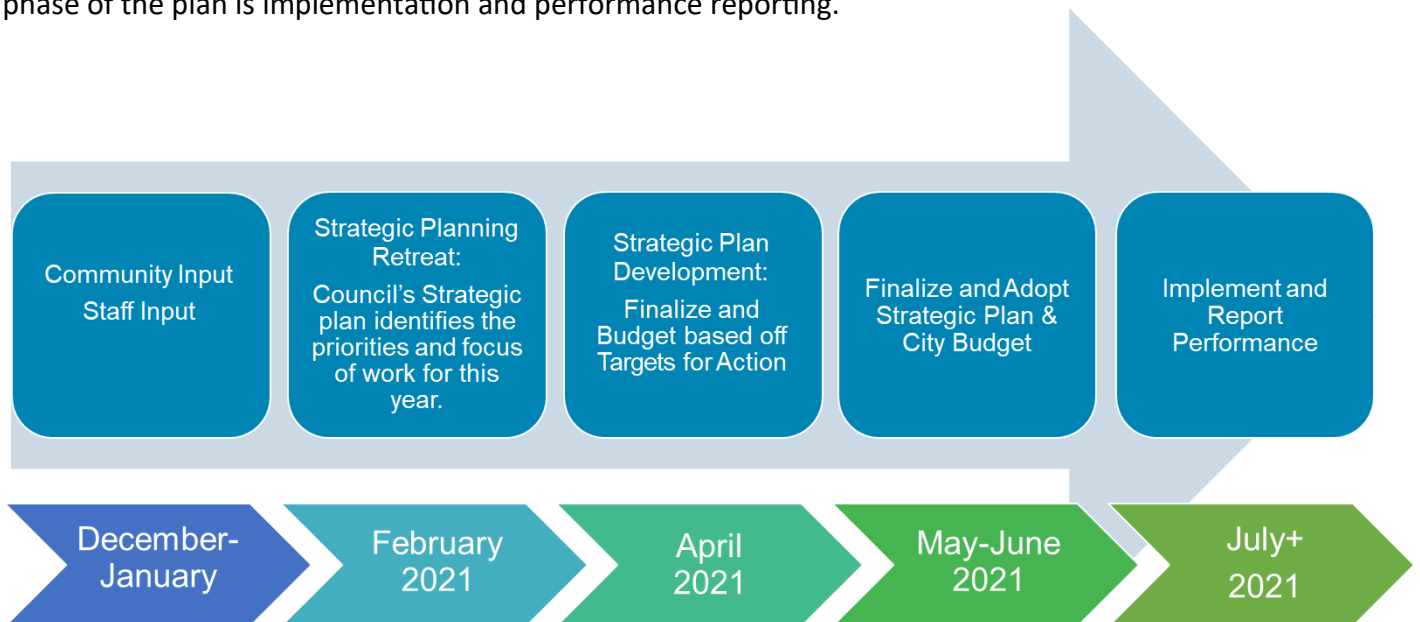 phase of the plan is implementation and performance reporting.
Community Input
Staff Input
Strategic Planning
Retreat:
Council's Strategic
plan identifies the
priorities and focus
of work for this
year.
Strategic Plan
Development:
Finalize and
Budget based off
Targets for Action
Finalize and Adopt
Strategic Plan &
City Budget
Implement and
Report
Performance
December-
January
February
2021
April
2021
May-June
2021
July+
2021